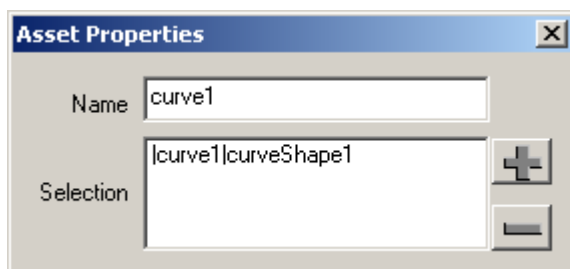 Asset Properties
Name
curve1
|curve1|curveShape1
Selection